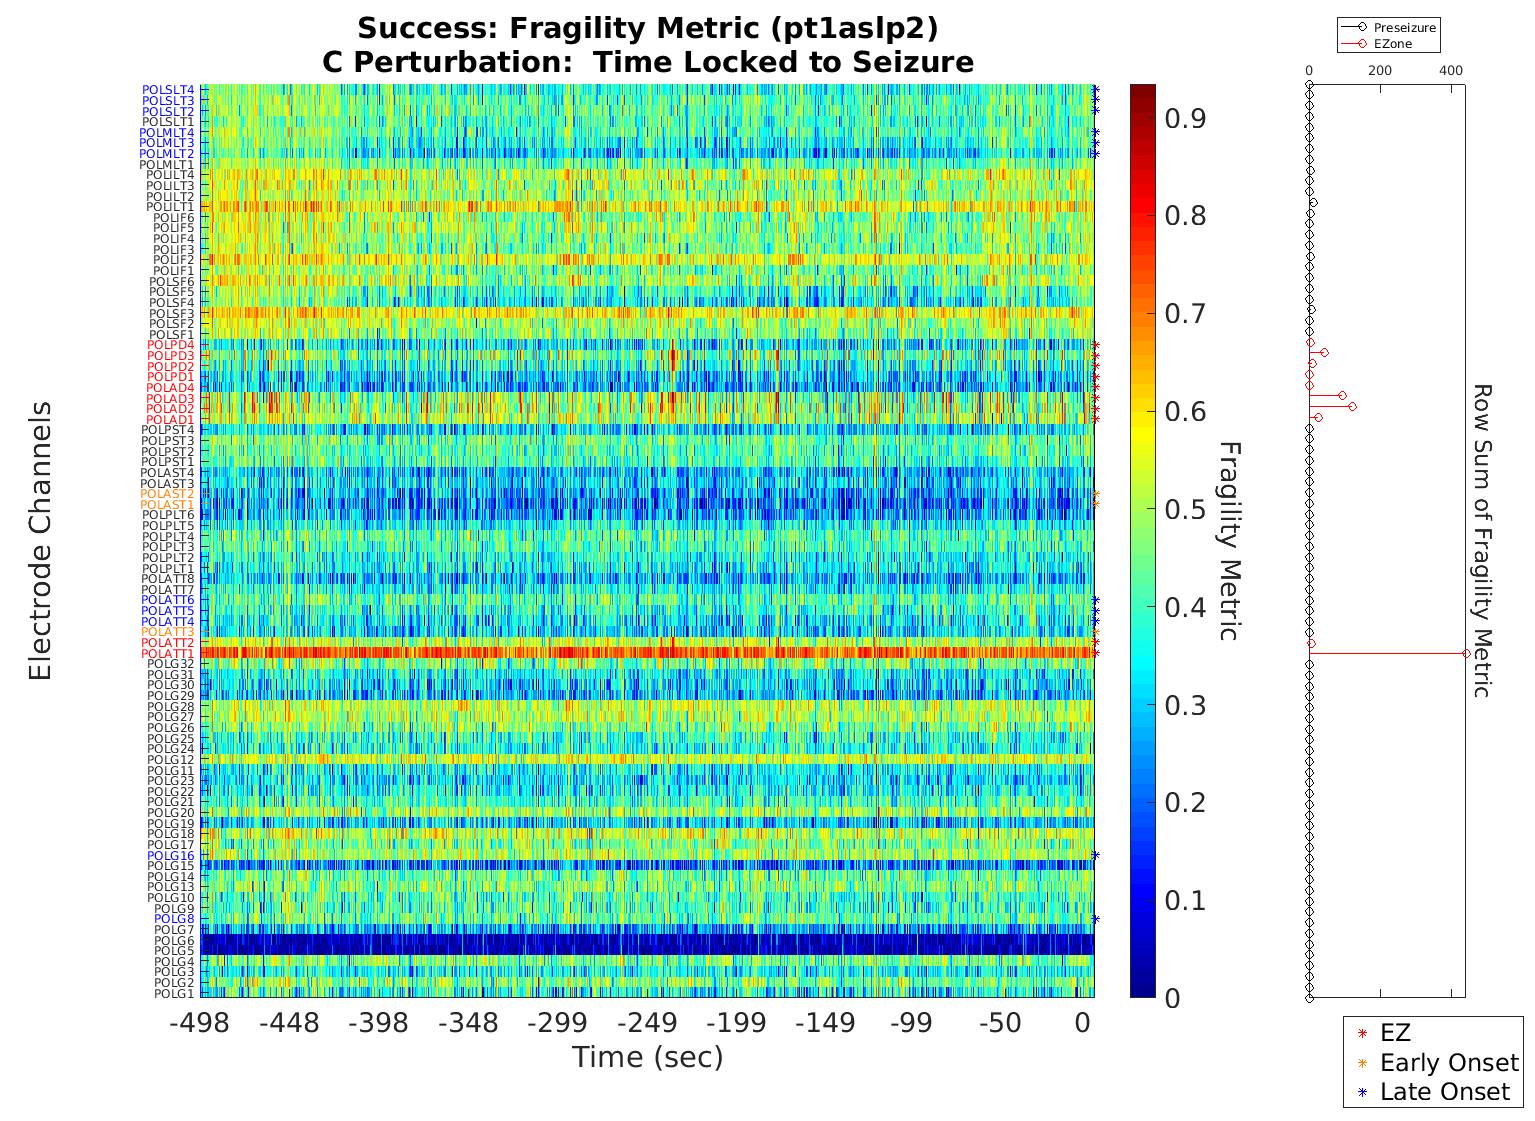 Success: Fragility Metric (pt1aslp2)
C Perturbation:  Time Locked to Seizure
Preseizure
EZone
0 200 400
Electrode Channels
POLSLT4
POLSLT3
POLSLT2
POLSLT1
POLMLT4
POLMLT3
POLMLT2
POLMLT1
POLILT4
POLILT3
POLILT2
POLILT1
POLIF6
POLIF5
POLIF4
POLIF3
POLIF2
POLIF1
POLSF6
POLSF5
POLSF4
POLSF3
POLSF2
POLSF1
POLPD4
POLPD3
POLPD2
POLPD1
POLAD4
POLAD3
POLAD2
POLAD1
POLPST4
POLPST3
POLPST2
POLPST1
POLAST4
POLAST3
POLAST2
POLAST1
POLPLT6
POLPLT5
POLPLT4
POLPLT3
POLPLT2
POLPLT1
POLATT8
POLATT7
POLATT6
POLATT5
POLATT4
POLATT3
POLATT2
POLATT1
POLG32
POLG31
POLG30
POLG29
POLG28
POLG27
POLG26
POLG25
POLG24
POLG12
POLG11
POLG23
POLG22
POLG21
POLG20
POLG19
POLG18
POLG17
POLG16
POLG15
POLG14
POLG13
POLG10
POLG9
POLG8
POLG7
POLG6
POLG5
POLG4
POLG3
POLG2
POLG1
-498 -448 -398 -348 -299 -249 -199 -149 -99 -50 0
Time (sec)
0.9
0.8
0.7
0.6
0.5
0.4
0.3
0.2
0.1
0
Fragility Metric
Row Sum of Fragility Metric
EZ
Early Onset
Late Onset